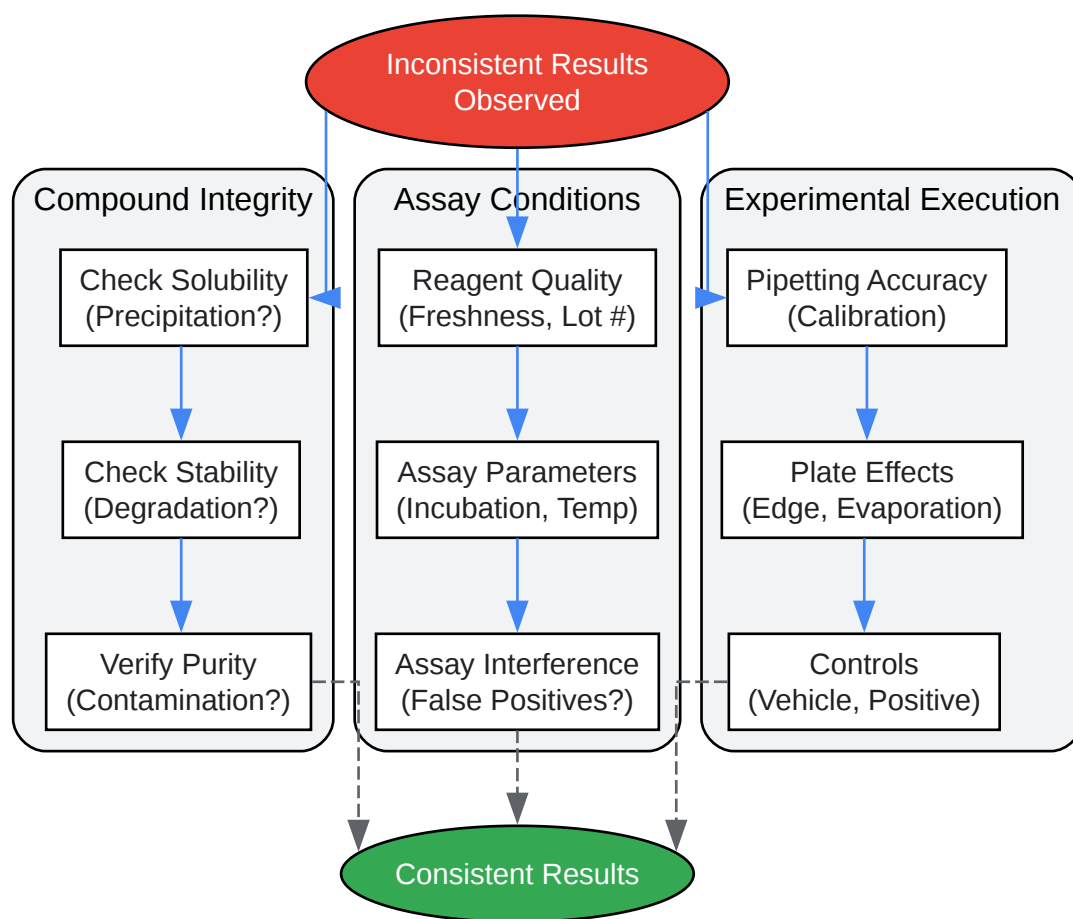 Inconsistent Results
Observed
Compound Integrity
Check Solubility
(Precipitation?)
Check Stability
(Degradation?)
Verify Purity
(Contamination?)
Assay Conditions
Reagent Quality
(Freshness, Lot #)
Assay Parameters
(Incubation, Temp)
Assay Interference
(False Positives?)
Experimental Execution
Pipetting Accuracy
(Calibration)
Plate Effects
(Edge, Evaporation)
Controls
(Vehicle, Positive)
Consistent Results